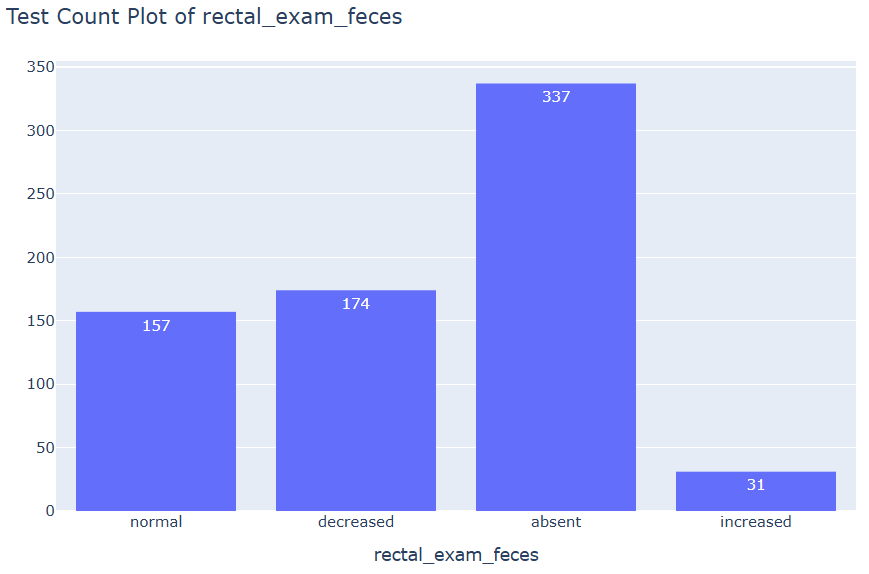 Test Count Plot of rectal_exam_feces
350
300
250
200
150
100
50
0
157
174
337
31
normal
decreased
absent
increased
rectal_exam_feces